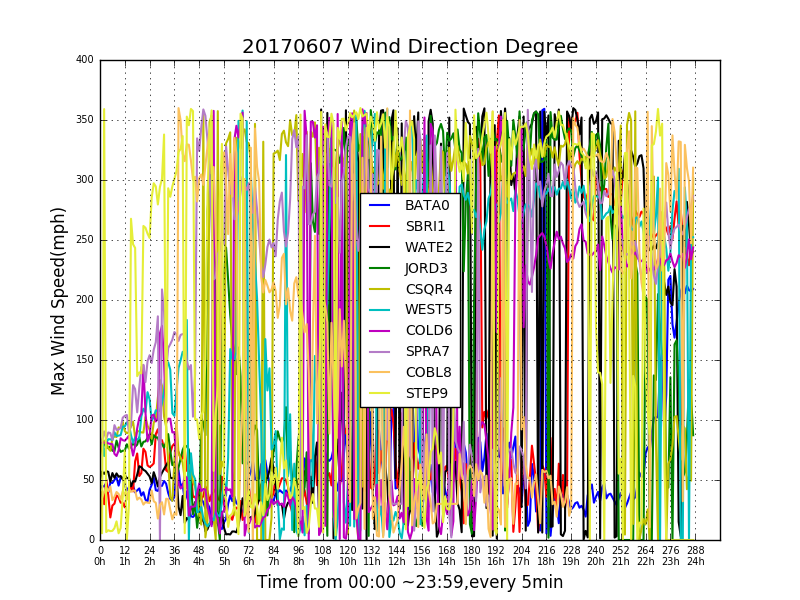 20170607 Wind Direction Degree
Max Wind Speed(mph)
400
350
300
250
200
150
100
50
0
BATA0
SBRI1
WATE2
JORD3
CSQR4
WEST5
COLD6
SPRA7
COBL8
STEP9
0 12 24 36 48 60 72 84 96 108 120 132 144 156 168 180 192 204 216 228 240 252 264 276 288
0h 1h 2h 3h 4h 5h 6h 7h 8h 9h 10h 11h 12h 13h 14h 15h 16h 17h 18h 19h 20h 21h 22h 23h 24h
Time from 00:00 ~23:59,every 5min